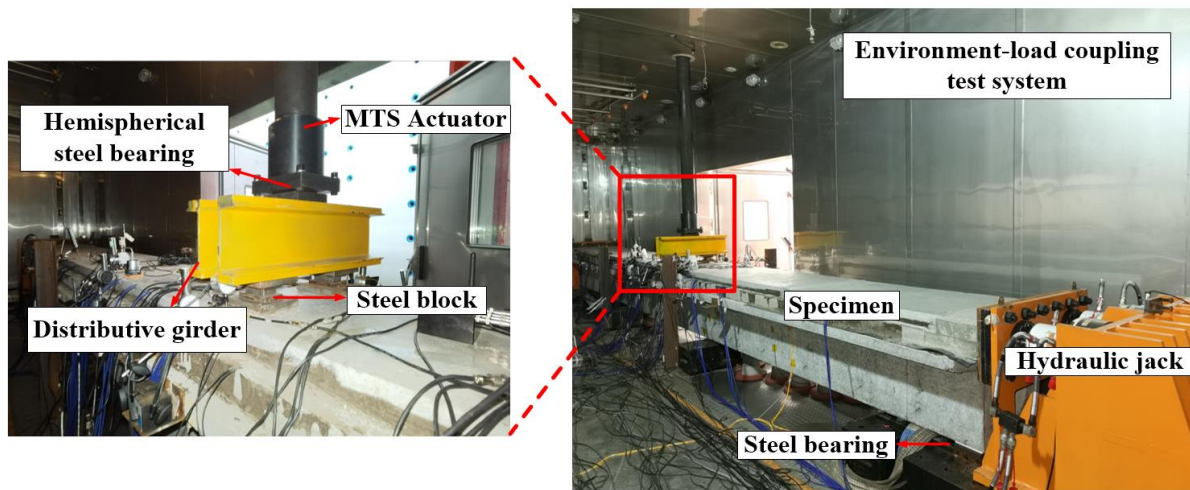 Hemispherical
steel bearing
MTS Actuator
Steel block
Distributive girder
Environment-load coupling
test system
Specimen
Hydraulic jack
Steel bearing